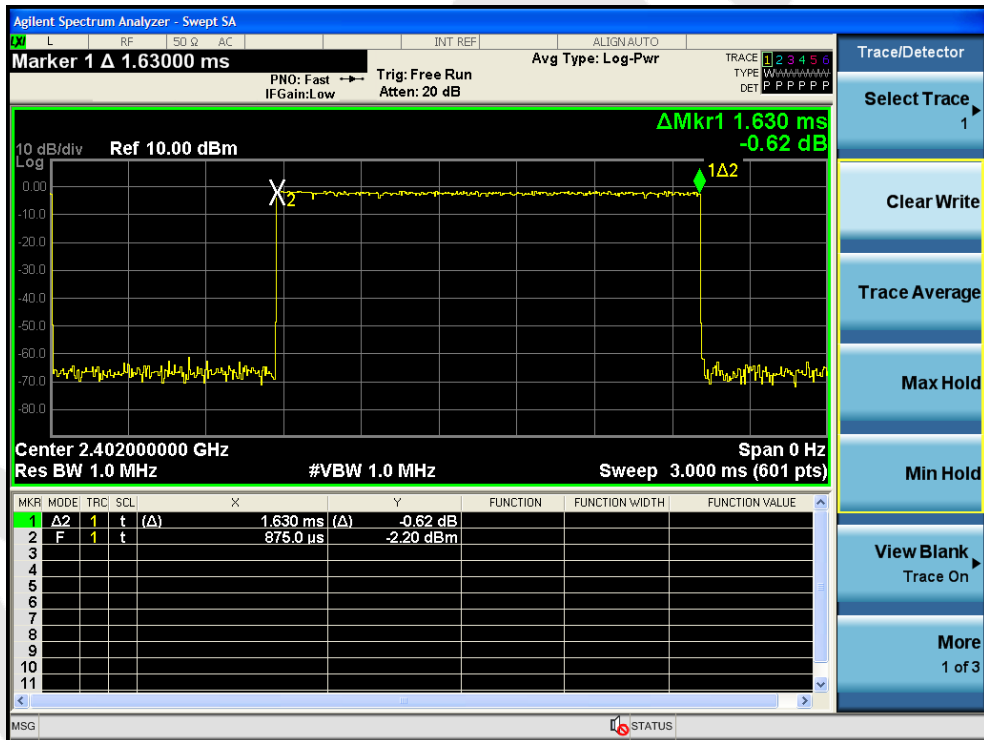 Agilent Spectrum Analyzer - Swept SA
LXI L RF 50 Ω AC INT REF ALIGN AUTO
Marker 1 Δ 1.63000 ms
PNO: Fast
IFGain:Low
Trig: Free Run
Atten: 20 dB
Avg Type: Log-Pwr
TRACE 1 2 3 4 5 6
TYPE WWWWWW
DET P P P P P P
ΔMkr1 1.630 ms
-0.62 dB
10 dB/div Ref 10.00 dBm
Log
1Δ2
0.00
2
-10.0
-20.0
-30.0
-40.0
-50.0
-60.0
-70.0
-80.0
Center 2.402000000 GHz Span 0 Hz
Res BW 1.0 MHz #VBW 1.0 MHz Sweep 3.000 ms (601 pts)
MKR MODE TRC SCL X Y FUNCTION FUNCTION WIDTH FUNCTION VALUE
1 Δ2 1 t (Δ) 1.630 ms (Δ) -0.62 dB
2 F 1 t 875.0 µs -2.20 dBm
3
4
5
6
7
8
9
10
11
MSG STATUS
Trace/Detector
Select Trace
1
Clear Write
Trace Average
Max Hold
Min Hold
View Blank
Trace On
More
1 of 3